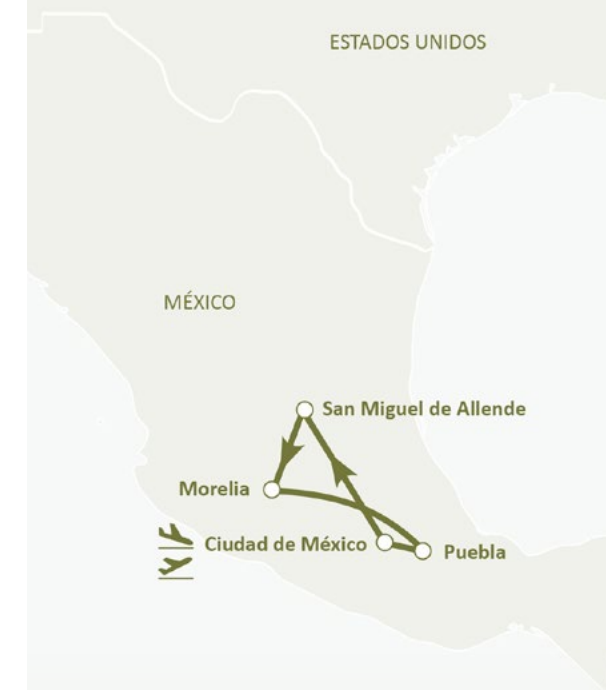 ESTADOS UNIDOS
MÉXICO
San Miguel de Allende
Morelia
Ciudad de México
Puebla